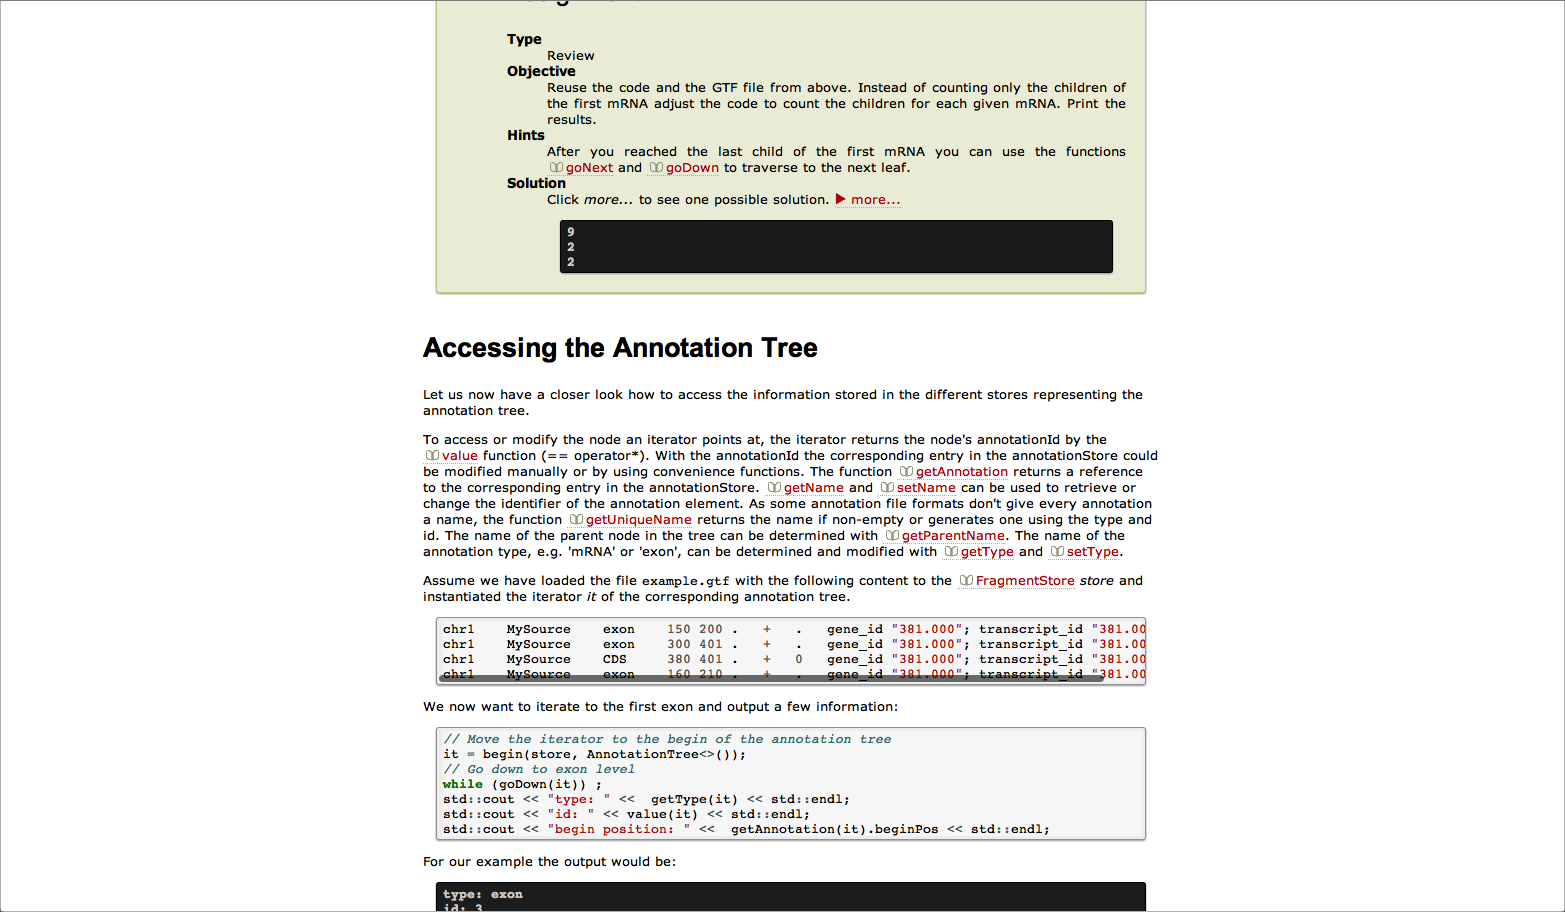 Type
Review
Objective
Reuse the code and the GTF file from above. Instead of counting only the children of
the first mRNA adjust the code to count the children for each given mRNA. Print the
results.
Hints
After you reached the last child of the first mRNA you can use the functions
goNext and goDown to traverse to the next leaf.
Solution
Click more... to see one possible solution. ▶ more...
9
2
2
Accessing the Annotation Tree
Let us now have a closer look how to access the information stored in the different stores representing the
annotation tree.
To access or modify the node an iterator points at, the iterator returns the node's annotationId by the
value function (== operator*). With the annotationId the corresponding entry in the annotationStore could
be modified manually or by using convenience functions. The function getAnnotation returns a reference
to the corresponding entry in the annotationStore. getName and setName can be used to retrieve or
change the identifier of the annotation element. As some annotation file formats don't give every annotation
a name, the function getUniqueName returns the name if non-empty or generates one using the type and
id. The name of the parent node in the tree can be determined with getParentName. The name of the
annotation type, e.g. 'mRNA' or 'exon', can be determined and modified with getType and setType.
Assume we have loaded the file example.gtf with the following content to the FragmentStore store and
instantiated the iterator it of the corresponding annotation tree.
chr1 MySource exon 150 200 . + . gene_id "381.000"; transcript_id "381.00
chr1 MySource exon 300 401 . + . gene_id "381.000"; transcript_id "381.00
chr1 MySource CDS 380 401 . + 0 gene_id "381.000"; transcript_id "381.00
chr1 MySource exon 160 210 . + . gene_id "381.000"; transcript_id "381.00
We now want to iterate to the first exon and output a few information:
// Move the iterator to the begin of the annotation tree
it = begin(store, AnnotationTree<>());
// Go down to exon level
while (goDown(it)) ;
std::cout << "type: " << getType(it) << std::endl;
std::cout << "id: " << value(it) << std::endl;
std::cout << "begin position: " << getAnnotation(it).beginPos << std::endl;
For our example the output would be:
type: exon
id: 3